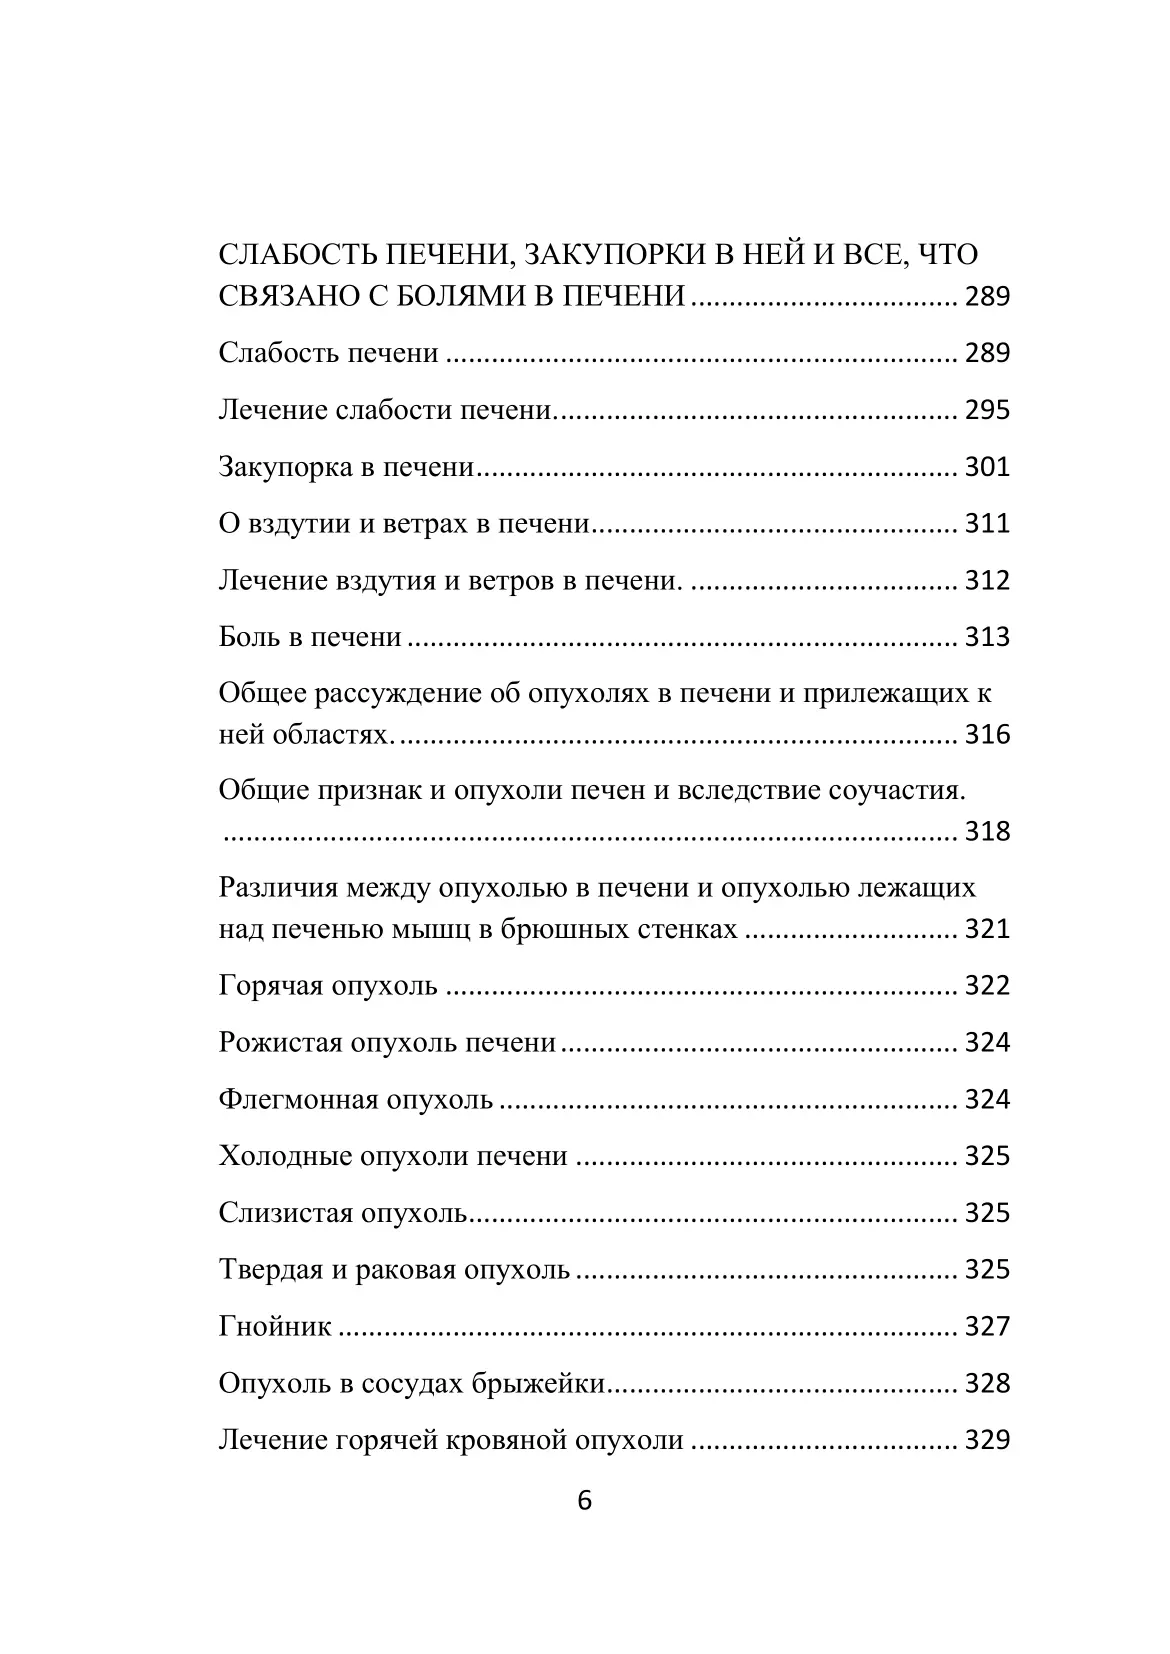 СЛАБОСТЬ ПЕЧЕНИ, ЗАКУПОРКИ В НЕЙ И ВСЕ, ЧТО
СВЯЗАНО С БОЛЯМИ В ПЕЧЕНИ ................................... 289
Слабость печени ................................................................... 289
Лечение слабости печени..................................................... 295
Закупорка в печени............................................................... 301
О вздутии и ветрах в печени................................................ 311
Лечение вздутия и ветров в печени. ................................... 312
Боль в печени ........................................................................ 313
Общее рассуждение об опухолях в печени и прилежащих к
ней областях. ......................................................................... 316
Общие признак и опухоли печен и вследствие соучастия.
................................................................................................ 318
Различия между опухолью в печени и опухолью лежащих
над печенью мышц в брюшных стенках ............................ 321
Горячая опухоль ................................................................... 322
Рожистая опухоль печени .................................................... 324
Флегмонная опухоль ............................................................ 324
Холодные опухоли печени .................................................. 325
Слизистая опухоль................................................................ 325
Твердая и раковая опухоль .................................................. 325
Гнойник ................................................................................. 327
Опухоль в сосудах брыжейки.............................................. 328
Лечение горячей кровяной опухоли ................................... 329
6